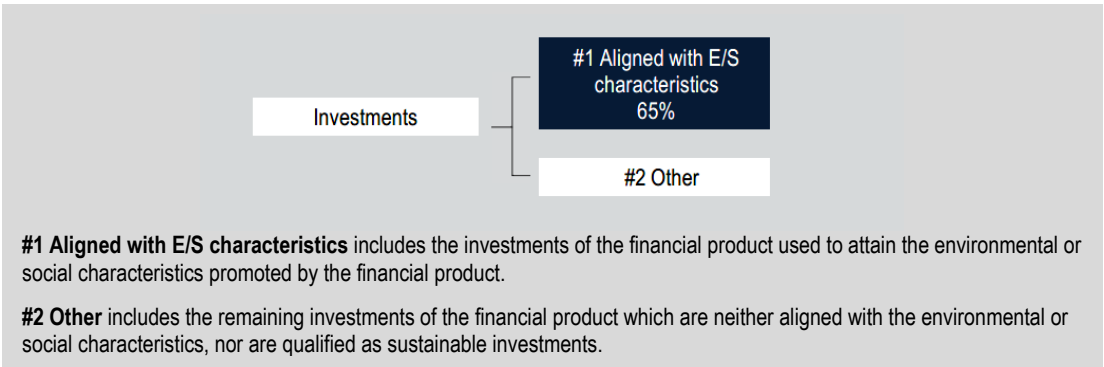 #1 Aligned with E/S
characteristics
65%
Investments
#2 Other
#1 Aligned with E/S characteristics includes the investments of the financial product used to attain the environmental or
social characteristics promoted by the financial product.
#2 Other includes the remaining investments of the financial product which are neither aligned with the environmental or
social characteristics, nor are qualified as sustainable investments.